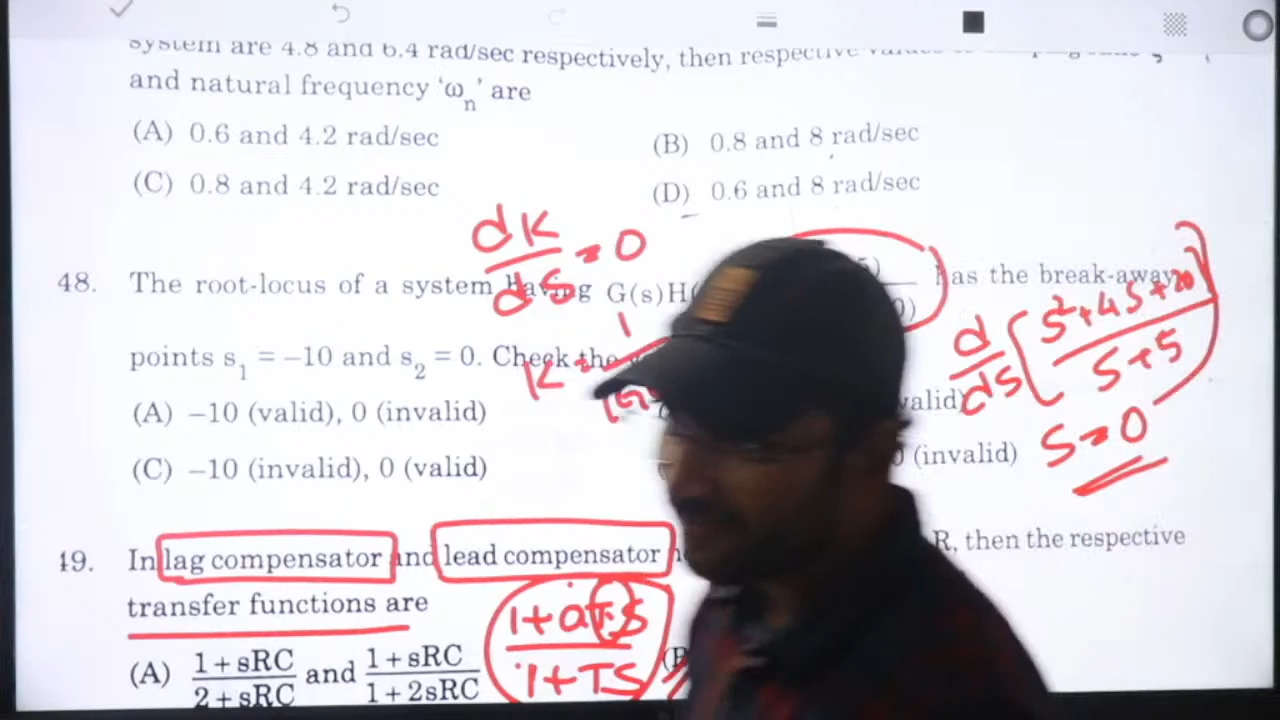 system are 4.8 and 6.4 rad/sec respectively, then respective
and natural frequency ‘ωn’ are
(A) 0.6 and 4.2 rad/sec
(B) 0.8 and 8 rad/sec
(C) 0.8 and 4.2 rad/sec
(D) 0.6 and 8 rad/sec
dK/dS = 0
48. The root-locus of a system having G(s)H( has the break-away
points s1 = −10 and s2 = 0. Check the
K = 1
d/dS [S²+4S+20 / S+5]
(A) −10 (valid), 0 (invalid)
valid)
(C) −10 (invalid), 0 (valid)
(invalid)
S = 0
49. In lag compensator and lead compensator R, then the respective
transfer functions are
1+aTS / 1+TS
(A) 1+sRC / 2+sRC and 1+sRC / 1+2sRC